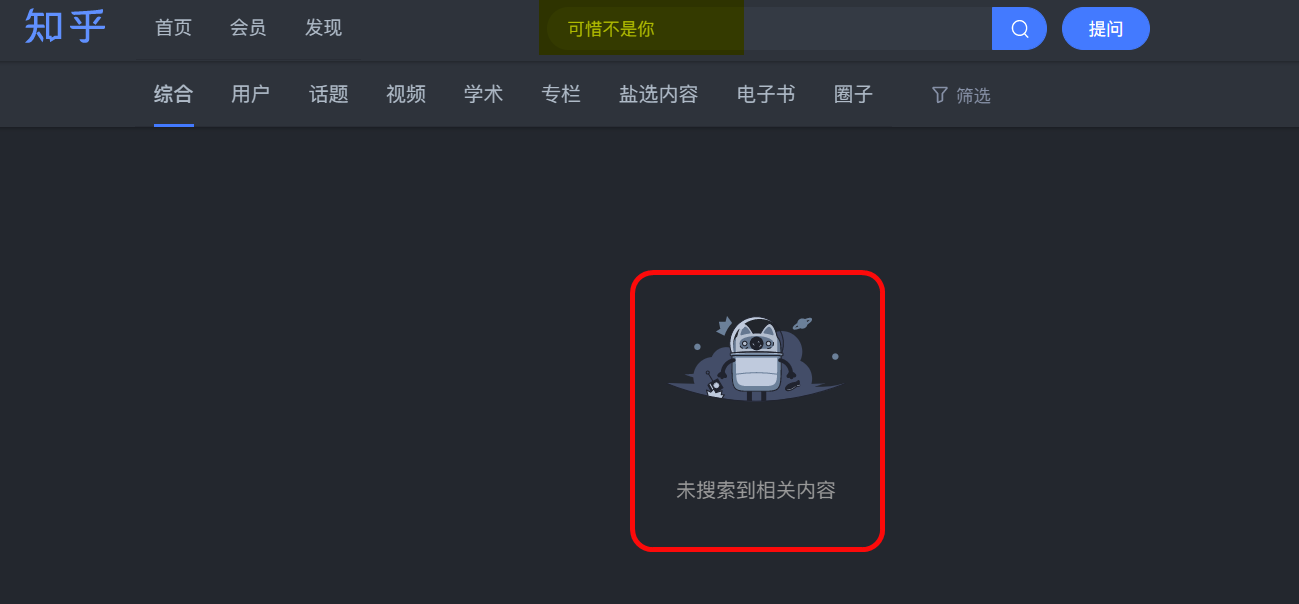 知乎 首页 会员 发现 可惜不是你 提问
综合 用户 话题 视频 学术 专栏 盐选内容 电子书 圈子 筛选
未搜索到相关内容